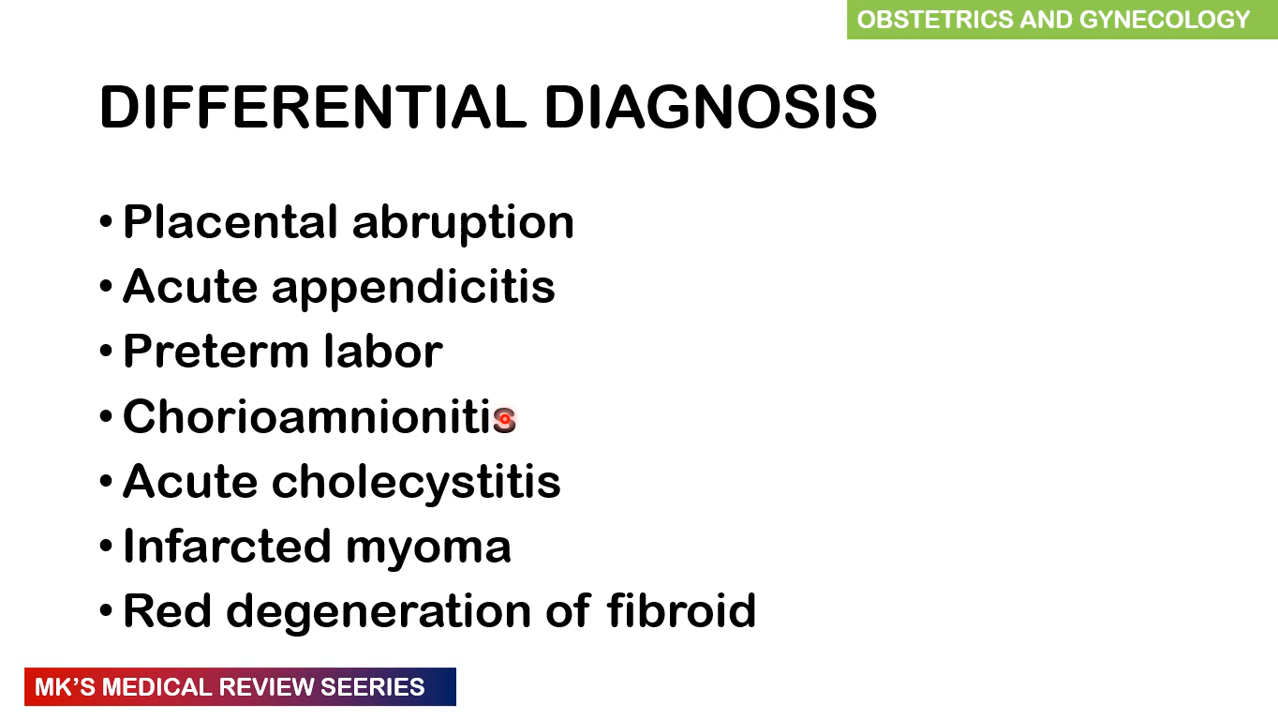 OBSTETRICS AND GYNECOLOGY
DIFFERENTIAL DIAGNOSIS
• Placental abruption
• Acute appendicitis
• Preterm labor
• Chorioamnionitis
• Acute cholecystitis
• Infarcted myoma
• Red degeneration of fibroid
MK'S MEDICAL REVIEW SEERIES